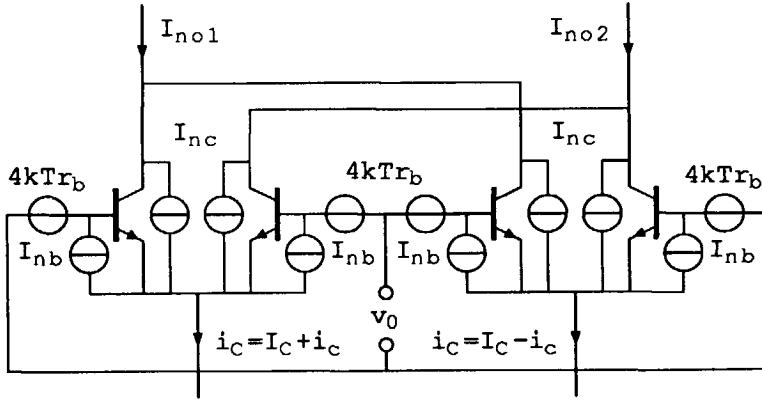 I_no1
I_no2
I_nc
I_nc
4kTr_b
4kTr_b
4kTr_b
I_nb
I_nb
I_nb
I_nb
v_0
i_C=I_C+i_c
i_C=I_C-i_c